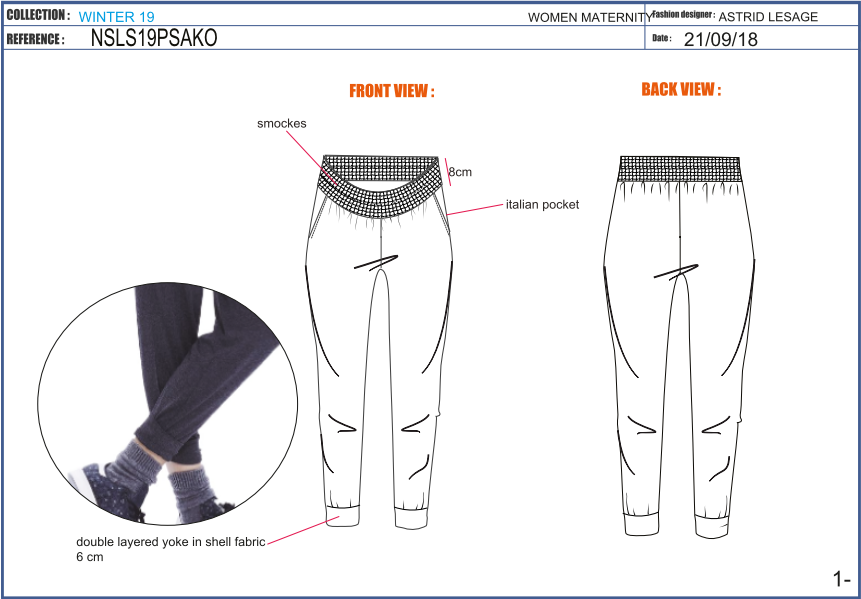 COLLECTION : WINTER 19 WOMEN MATERNITY Fashion designer : ASTRID LESAGE
REFERENCE : NSLS19PSAKO Date : 21/09/18
FRONT VIEW : BACK VIEW :
smockes
8cm
italian pocket
double layered yoke in shell fabric
6 cm
1-